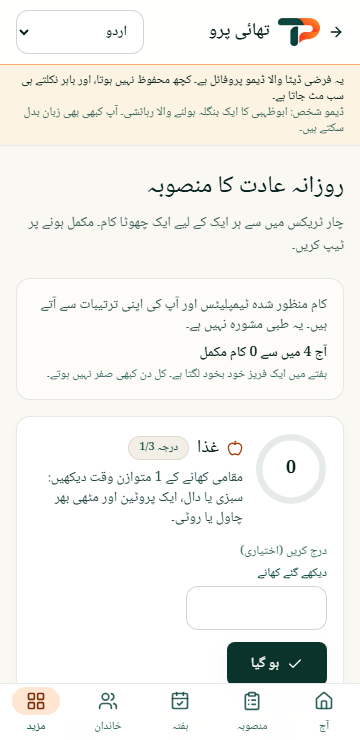 تھائی پرو
اردو
یہ فرضی ڈیٹا والا ڈیمو پروفائل ہے۔ کچھ محفوظ نہیں ہوتا، اور باہر نکلتے ہی
سب مٹ جاتا ہے۔
ڈیمو شخص: ابوظہبی کا ایک بنگلہ بولنے والا رہائشی۔ آپ کبھی بھی زبان بدل
سکتے ہیں۔
روزانہ عادت کا منصوبہ
چار ٹریکس میں سے ہر ایک کے لیے ایک چھوٹا کام۔ مکمل ہونے پر
ٹیپ کریں۔
کام منظور شدہ ٹیمپلیٹس اور آپ کی اپنی ترتیبات سے آتے
ہیں۔ یہ طبی مشورہ نہیں ہے۔
آج 4 میں سے 0 کام مکمل
ہفتے میں ایک فریز خود بخود لگتا ہے۔ کل دن کبھی صفر نہیں ہوتے۔
0
غذا
درجہ 1/3
مقامی کھانے کے 1 متوازن وقت دیکھیں:
سبزی یا دال، ایک پروٹین اور مٹھی بھر
چاول یا روٹی۔
درج کریں (اختیاری)
دیکھے گئے کھانے
ہو گیا
آج
منصوبہ
ہفتہ
خاندان
مزید